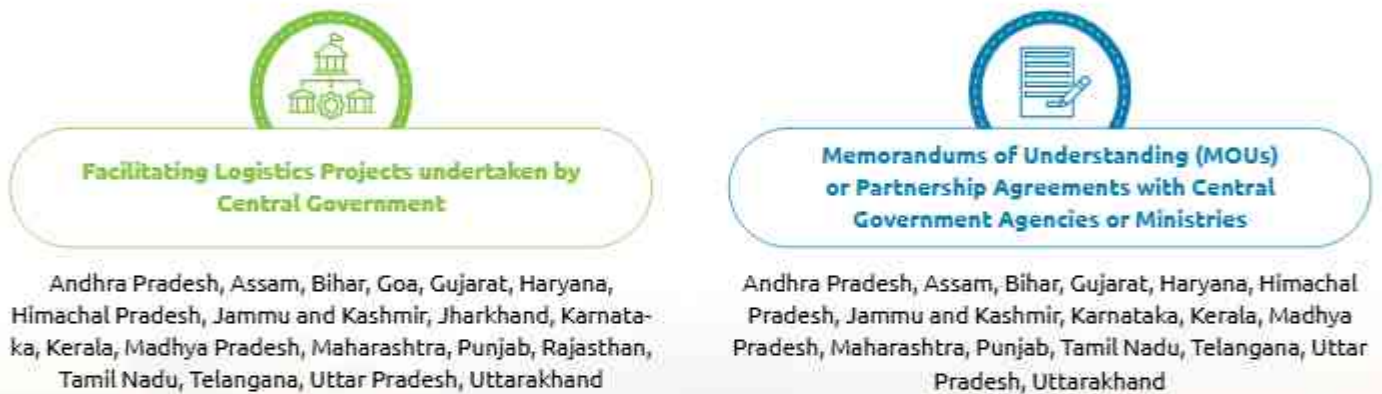 Facilitating Logistics Projects undertaken by
Central Government
Andhra Pradesh, Assam, Bihar, Goa, Gujarat, Haryana,
Himachal Pradesh, Jammu and Kashmir, Jharkhand, Karnata-
ka, Kerala, Madhya Pradesh, Maharashtra, Punjab, Rajasthan,
Tamil Nadu, Telangana, Uttar Pradesh, Uttarakhand
Memorandums of Understanding (MOUs)
or Partnership Agreements with Central
Government Agencies or Ministries
Andhra Pradesh, Assam, Bihar, Gujarat, Haryana, Himachal
Pradesh, Jammu and Kashmir, Karnataka, Kerala, Madhya
Pradesh, Maharashtra, Punjab, Tamil Nadu, Telangana, Uttar
Pradesh, Uttarakhand